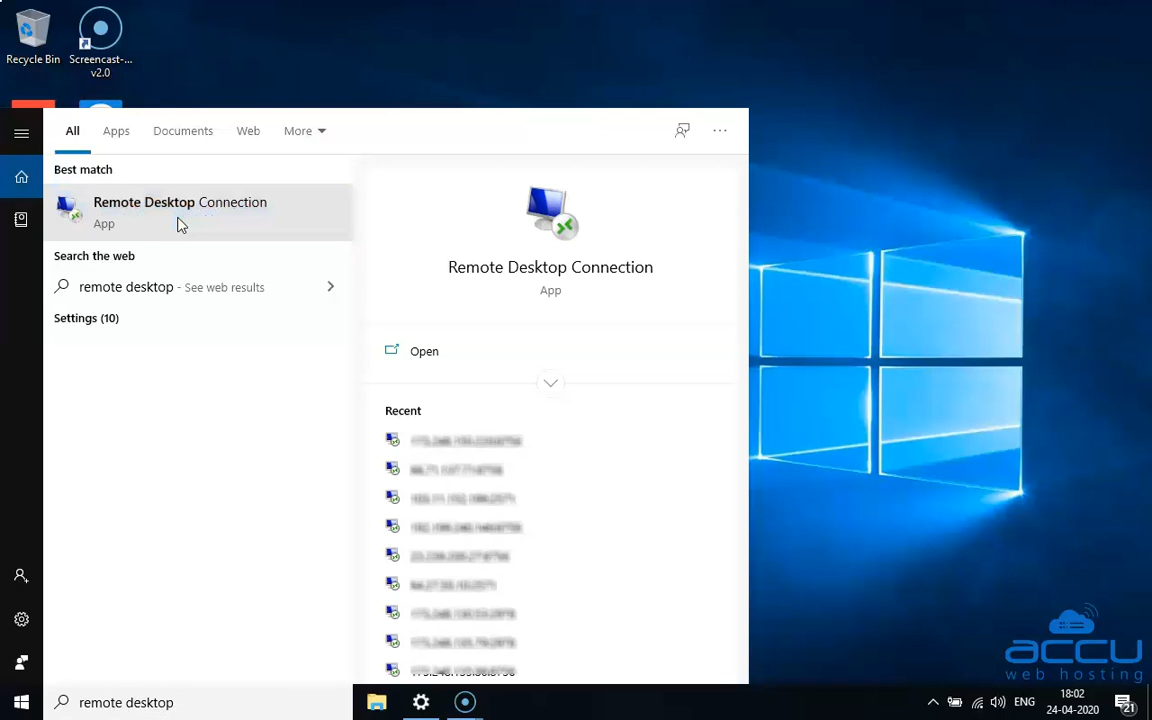 Recycle Bin
Screencast-...
v2.0
All
Apps
Documents
Web
More
Best match
Remote Desktop Connection
App
Search the web
remote desktop - See web results
Settings (10)
Remote Desktop Connection
App
Open
Recent
accu
web hosting
remote desktop
ENG
18:02
24-04-2020
21